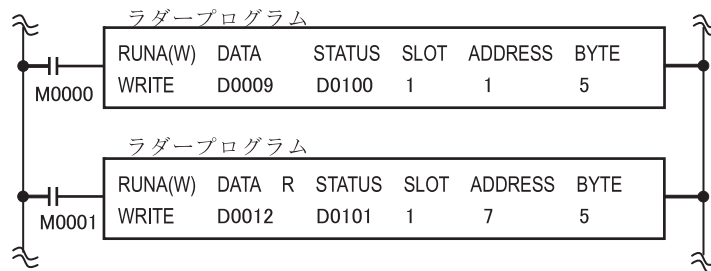 ラダープログラム
RUNA(W) DATA STATUS SLOT ADDRESS BYTE
WRITE D0009 D0100 1 1 5
M0000
ラダープログラム
RUNA(W) DATA R STATUS SLOT ADDRESS BYTE
WRITE D0012 D0101 1 7 5
M0001